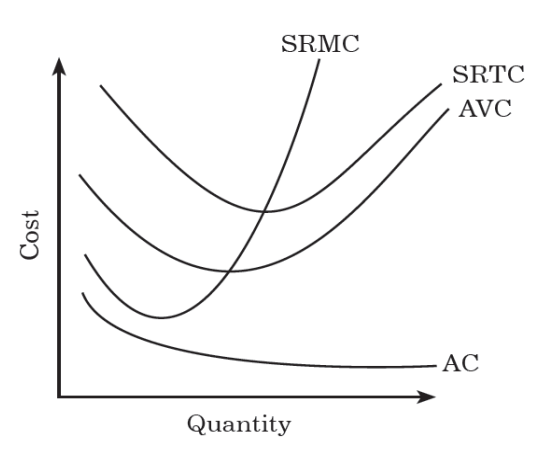 SRMC
SRTC
AVC
Cost
AC
Quantity